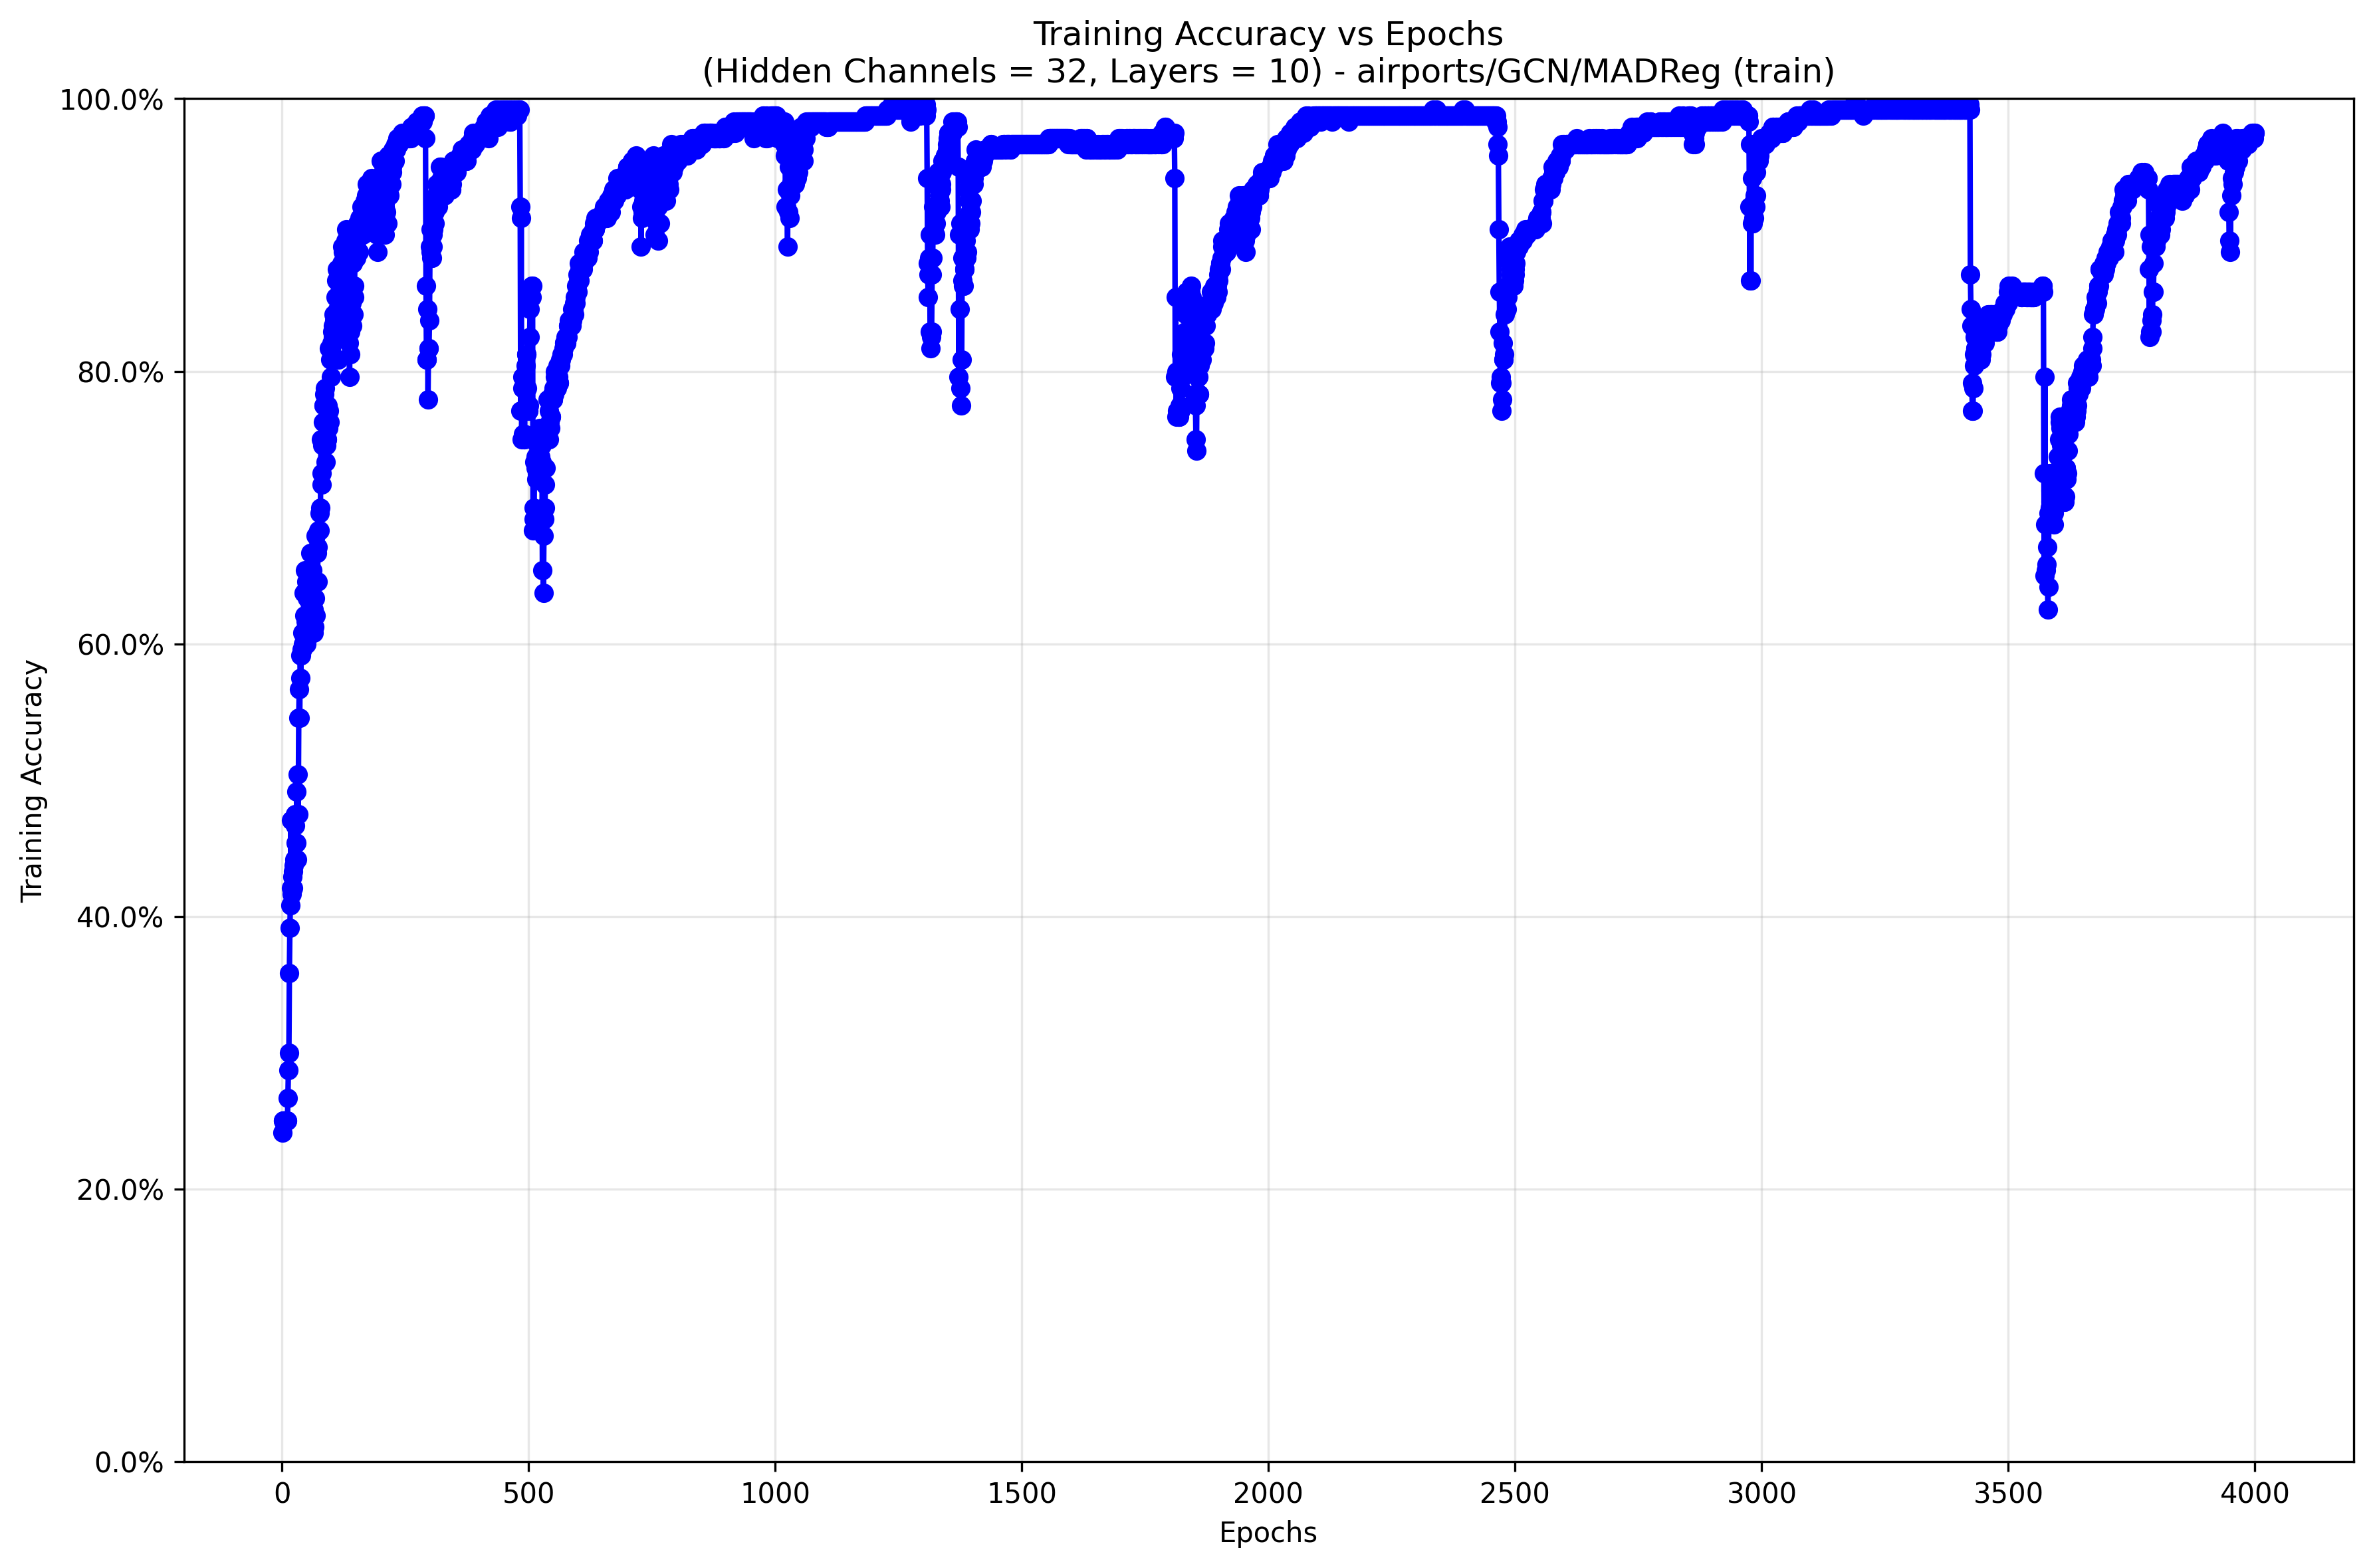 Training Accuracy vs Epochs
(Hidden Channels = 32, Layers = 10) - airports/GCN/MADReg (train)
100.0%
80.0%
60.0%
40.0%
20.0%
0.0%
Training Accuracy
0 500 1000 1500 2000 2500 3000 3500 4000
Epochs